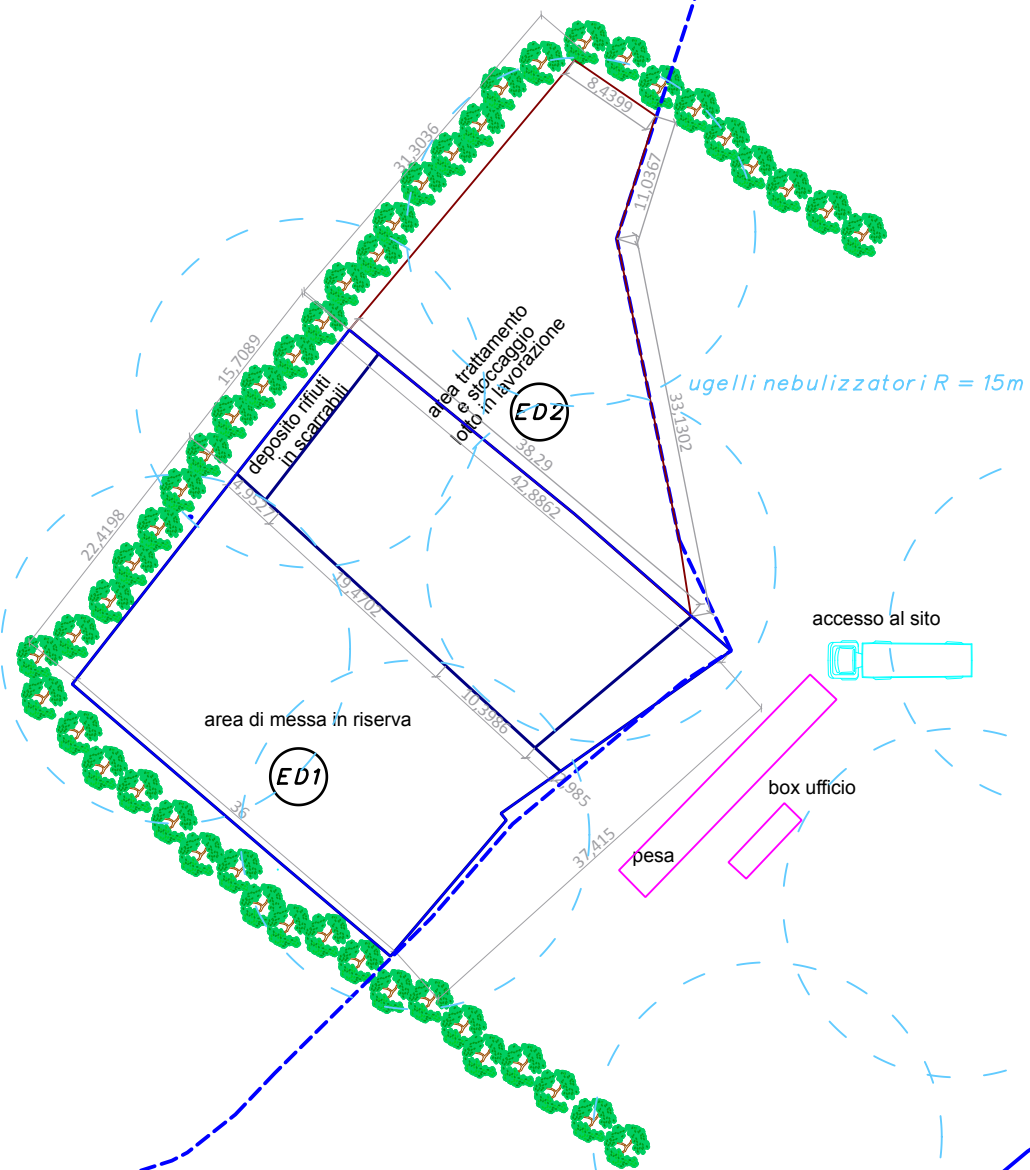 8,4399
31,3036
11,0367
area trattamento
e stoccaggio
lotto in lavorazione
15,7089
deposito rifiuti
in scarrabili
ugelli nebulizzatori R = 15m
ED2
33,1302
38,29
42,8862
4,9527
22,4198
19,4702
accesso al sito
10,3986
area di messa in riserva
ED1
box ufficio
36
37,415
pesa